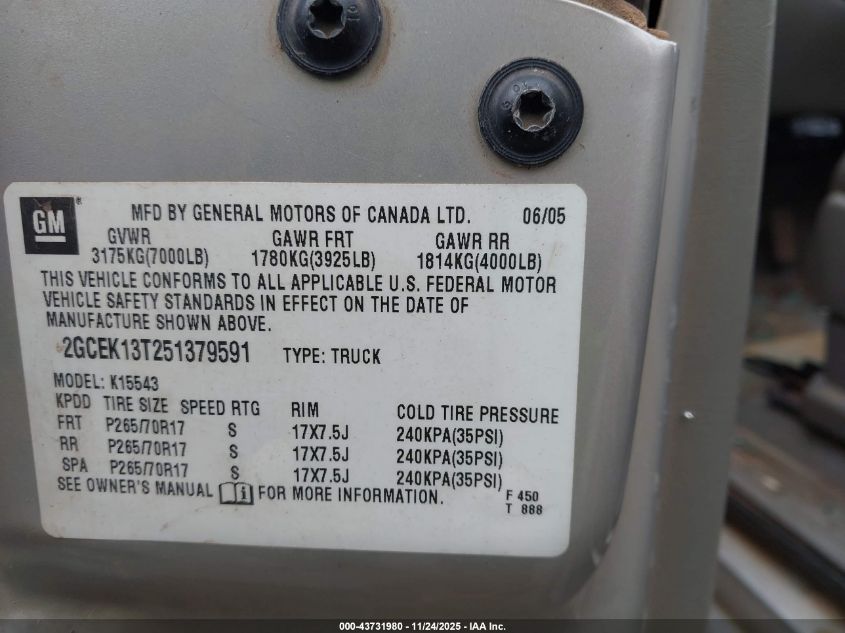 GM
MFD BY GENERAL MOTORS OF CANADA LTD. 06/05
GVWR GAWR FRT GAWR RR
3175KG(7000LB) 1780KG(3925LB) 1814KG(4000LB)
THIS VEHICLE CONFORMS TO ALL APPLICABLE U.S. FEDERAL MOTOR
VEHICLE SAFETY STANDARDS IN EFFECT ON THE DATE OF
MANUFACTURE SHOWN ABOVE.
2GCEK13T251379591 TYPE: TRUCK
MODEL: K15543
KPDD TIRE SIZE SPEED RTG RIM COLD TIRE PRESSURE
FRT P265/70R17 S 17X7.5J 240KPA(35PSI)
RR P265/70R17 S 17X7.5J 240KPA(35PSI)
SPA P265/70R17 S 17X7.5J 240KPA(35PSI)
SEE OWNER'S MANUAL FOR MORE INFORMATION.
F 450
T 888
000-43731980 - 11/24/2025 - IAA Inc.